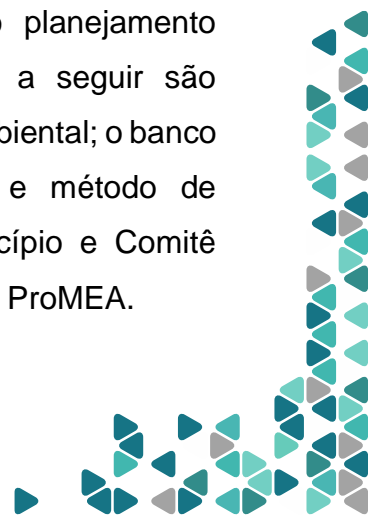 planejamento
a seguir são
biental; o banco
e método de
cípio e Comitê
ProMEA.